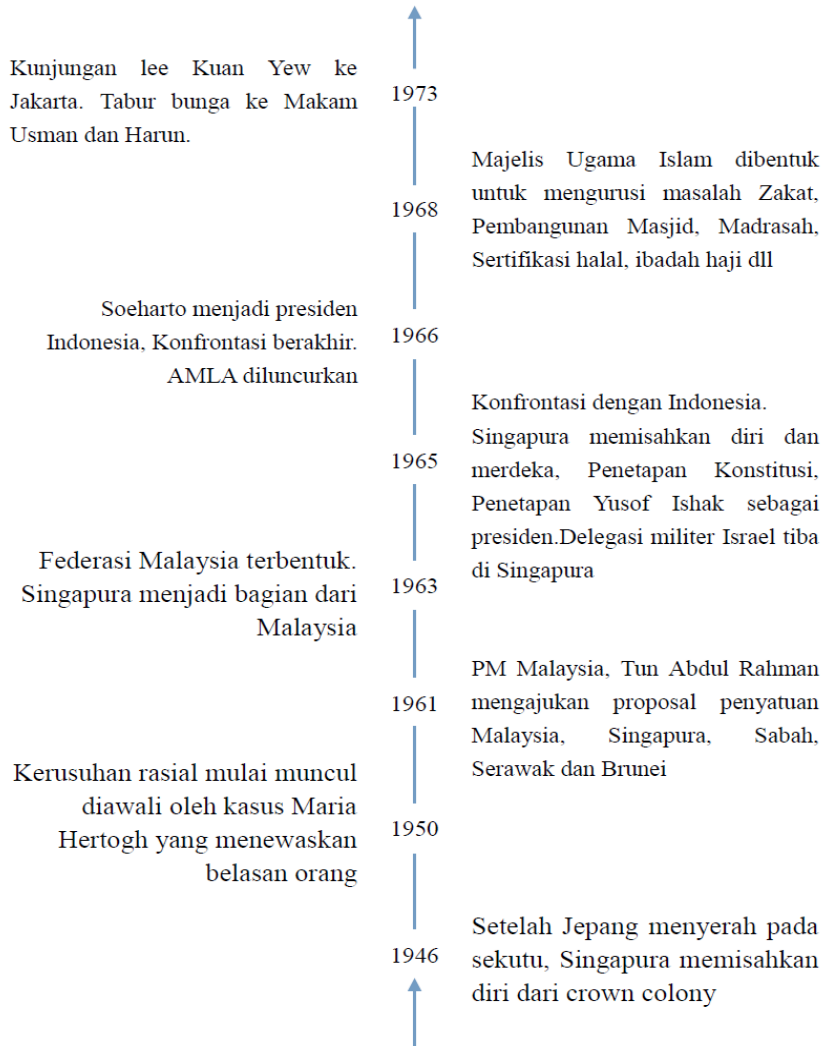 Kunjungan lee Kuan Yew ke
Jakarta. Tabur bunga ke Makam
Usman dan Harun.
1973
Majelis Ugama Islam dibentuk
untuk mengurusi masalah Zakat,
Pembangunan Masjid, Madrasah,
Sertifikasi halal, ibadah haji dll
1968
Soeharto menjadi presiden
Indonesia, Konfrontasi berakhir.
AMLA diluncurkan
1966
Konfrontasi dengan Indonesia.
Singapura memisahkan diri dan
merdeka, Penetapan Konstitusi,
Penetapan Yusof Ishak sebagai
presiden.Delegasi militer Israel tiba
di Singapura
1965
Federasi Malaysia terbentuk.
Singapura menjadi bagian dari
Malaysia
1963
PM Malaysia, Tun Abdul Rahman
mengajukan proposal penyatuan
Malaysia, Singapura, Sabah,
Serawak dan Brunei
1961
Kerusuhan rasial mulai muncul
diawali oleh kasus Maria
Hertogh yang menewaskan
belasan orang
1950
Setelah Jepang menyerah pada
sekutu, Singapura memisahkan
diri dari crown colony
1946